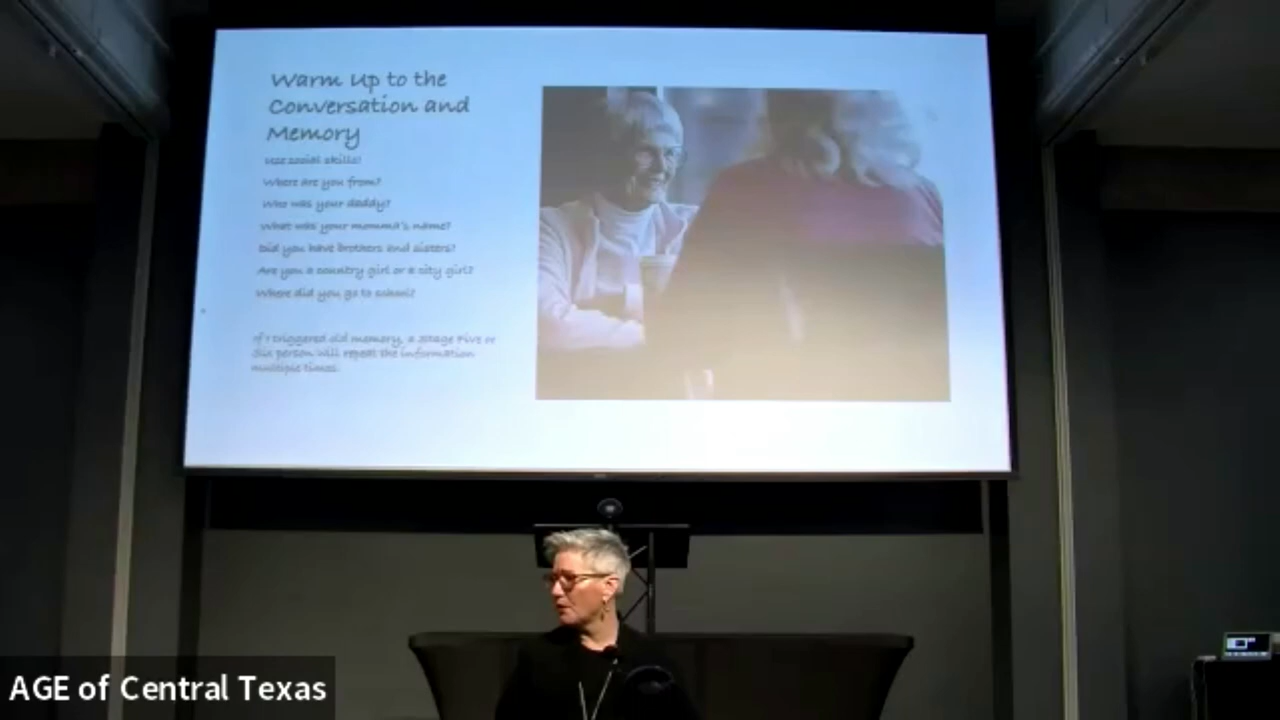 Warm Up to the
Conversation and
Memory
Use social skills!
Where are you from?
Who was your daddy?
What was your momma's name?
Did you have brothers and sisters?
Are you a country girl or a city girl?
Where did you go to school?
If I triggered old memory, a Stage Five or
Six person will repeat the information
multiple times.
AGE of Central Texas